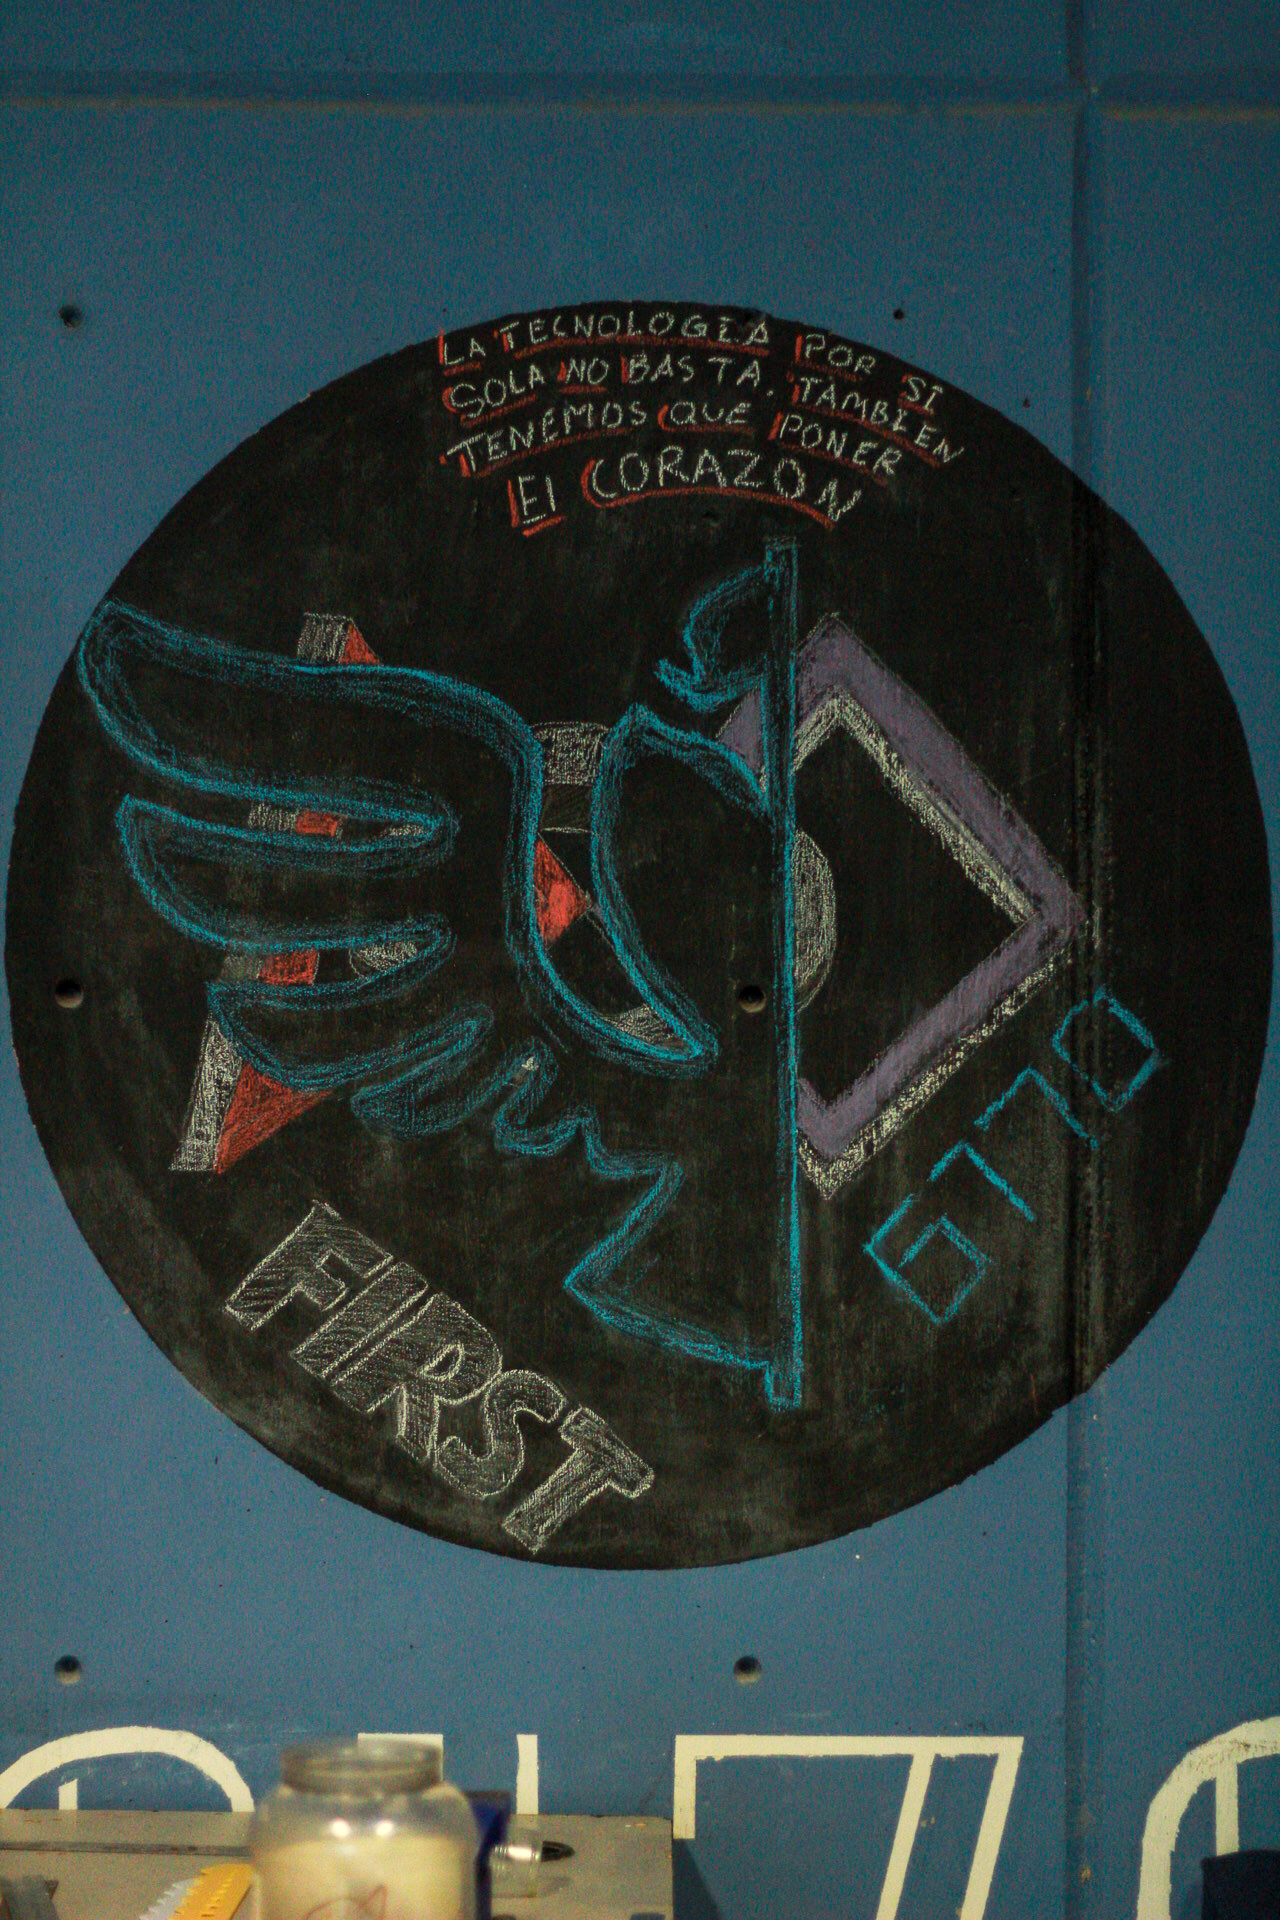 LA TECNOLOGIA POR SI
SOLA NO BASTA. TAMBIEN
TENEMOS QUE PONER
El CORAZON
6770
FIRST